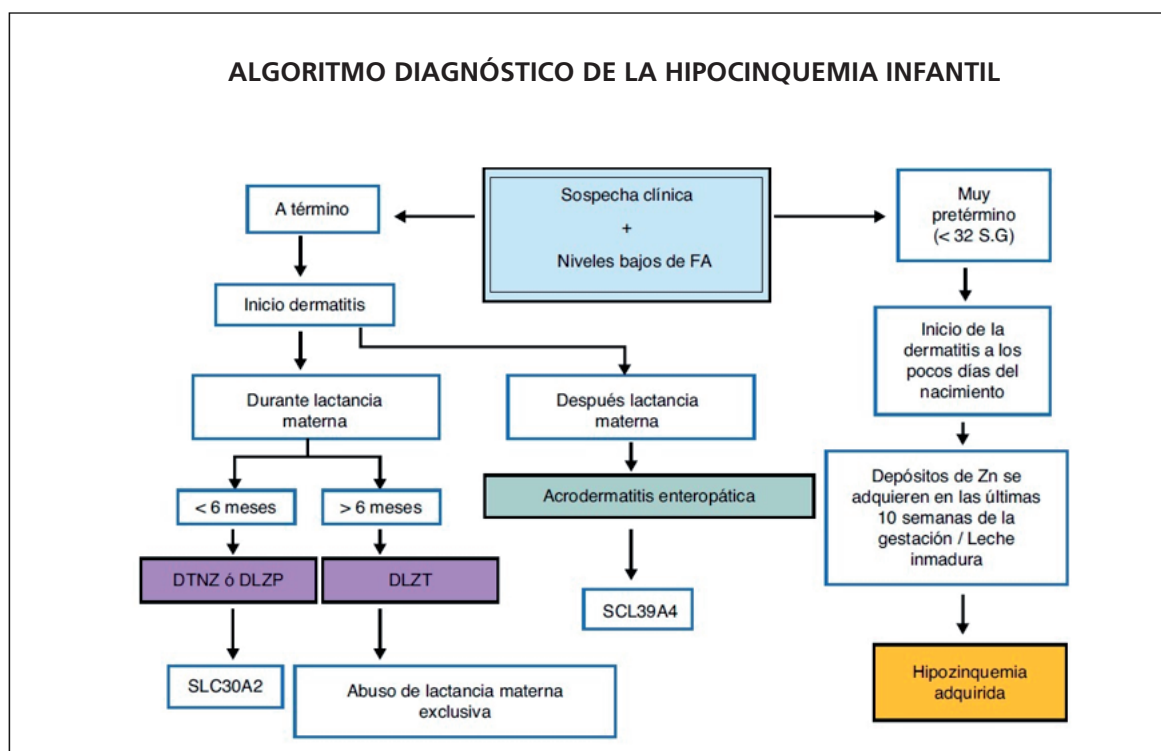 ALGORITMO DIAGNÓSTICO DE LA HIPOCINQUEMIA INFANTIL
Sospecha clínica
+
Niveles bajos de FA
A término
Inicio dermatitis
Durante lactancia
materna
< 6 meses
> 6 meses
DTNZ ó DLZP
DLZT
SLC30A2
Abuso de lactancia materna
exclusiva
Después lactancia
materna
Acrodermatitis enteropática
SCL39A4
Muy
pretérmino
(< 32 S.G)
Inicio de la
dermatitis a los
pocos días del
nacimiento
Depósitos de Zn se
adquieren en las últimas
10 semanas de la
gestación / Leche
inmadura
Hipozinquemia
adquirida